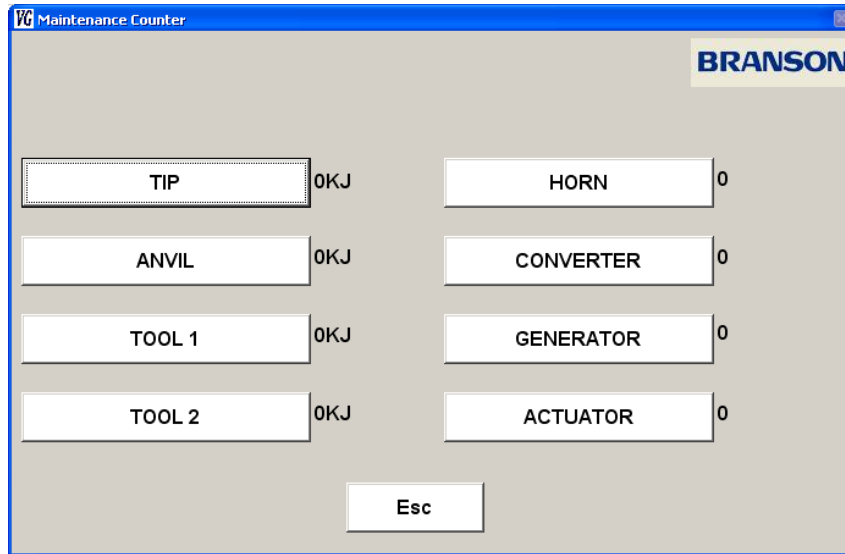 VG Maintenance Counter
BRANSON
TIP 0KJ HORN 0
ANVIL 0KJ CONVERTER 0
TOOL 1 0KJ GENERATOR 0
TOOL 2 0KJ ACTUATOR 0
Esc